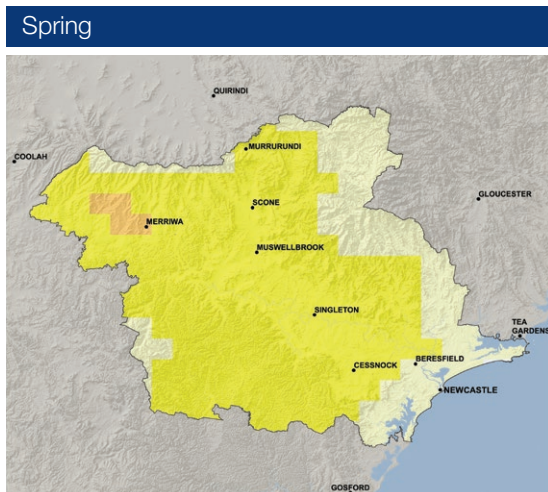 Spring
QUIRINDI
MURRURUNDI
COOLAH
GLOUCESTER
SCONE
MERRIWA
MUSWELLBROOK
SINGLETON
TEA
GARDENS
BERESFIELD
CESSNOCK
NEWCASTLE
GOSFORD